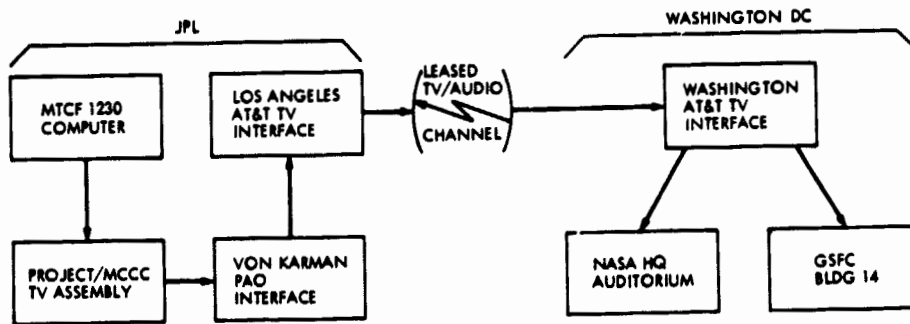 JPL
WASHINGTON DC
MTCF 1230
COMPUTER
LOS ANGELES
AT&T TV
INTERFACE
(LEASED
TV/AUDIO
CHANNEL)
WASHINGTON
AT&T TV
INTERFACE
PROJECT/MCCC
TV ASSEMBLY
VON KARMAN
PAO
INTERFACE
NASA HQ
AUDITORIUM
GSFC
BLDG 14